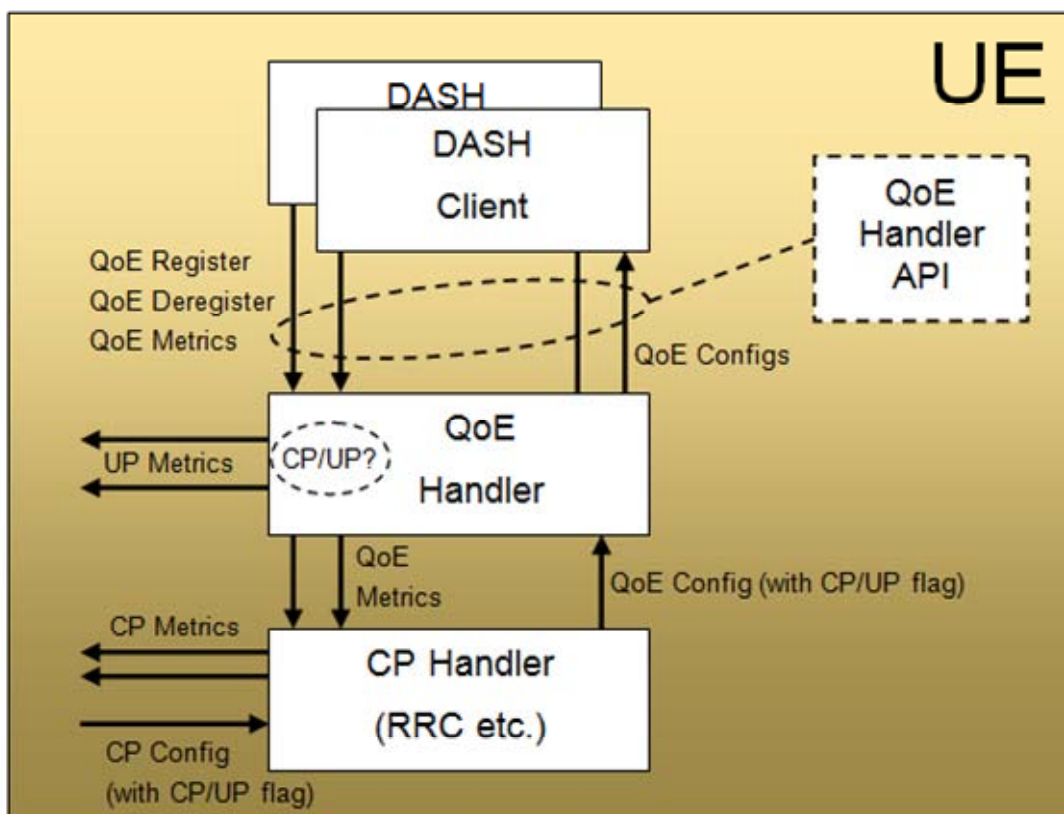 UE
DASH
DASH
Client
QoE
Handler
API
QoE Register
QoE Deregister
QoE Metrics
QoE Configs
QoE
Handler
CP/UP?
UP Metrics
QoE
Metrics
QoE Config (with CP/UP flag)
CP Metrics
CP Handler
(RRC etc.)
CP Config
(with CP/UP flag)